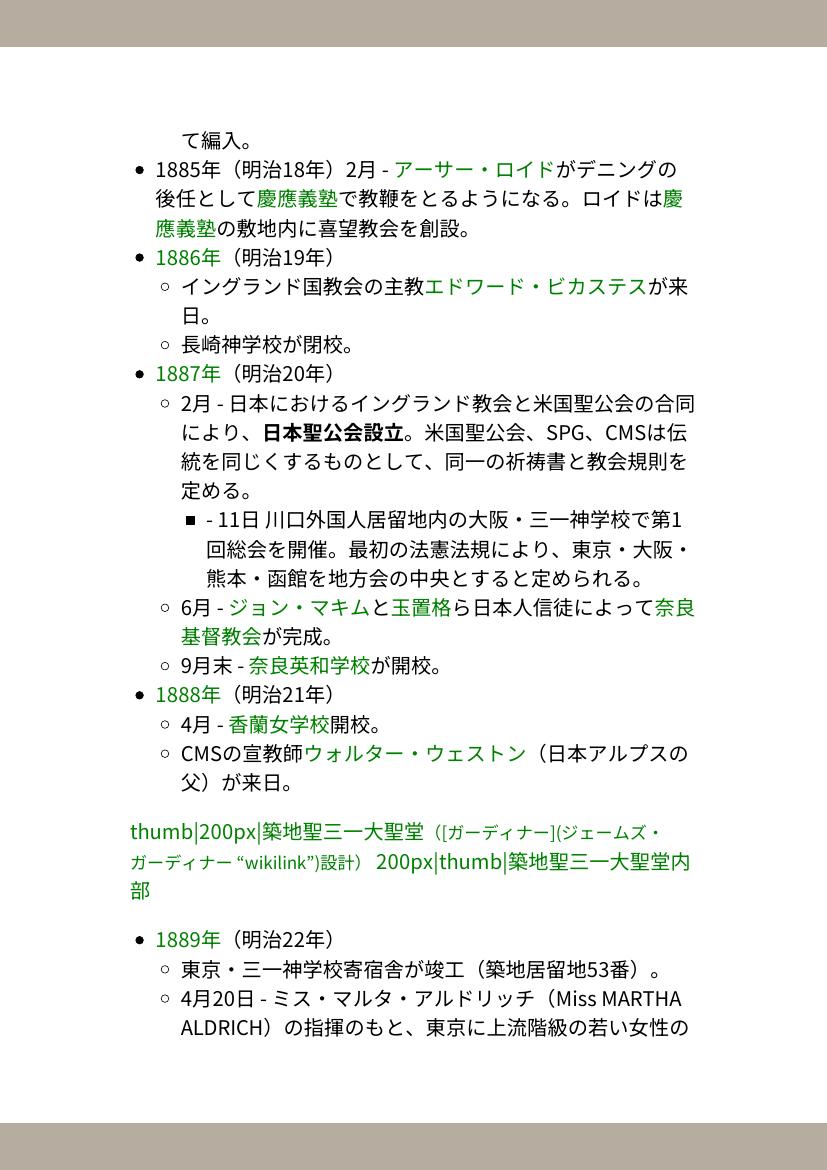 て編入。
1885年（明治18年）2月 - アーサー・ロイドがデニングの
後任として慶應義塾で教鞭をとるようになる。ロイドは慶
應義塾の敷地内に喜望教会を創設。
1886年（明治19年）
イングランド国教会の主教エドワード・ビカステスが来
日。
長崎神学校が閉校。
1887年（明治20年）
2月 - 日本におけるイングランド教会と米国聖公会の合同
により、日本聖公会設立。米国聖公会、SPG、CMSは伝
統を同じくするものとして、同一の祈祷書と教会規則を
定める。
- 11日 川口外国人居留地内の大阪・三一神学校で第1
回総会を開催。最初の法憲法規により、東京・大阪・
熊本・函館を地方会の中央とすると定められる。
6月 - ジョン・マキムと玉置格ら日本人信徒によって奈良
基督教会が完成。
9月末 - 奈良英和学校が開校。
1888年（明治21年）
4月 - 香蘭女学校開校。
CMSの宣教師ウォルター・ウェストン（日本アルプスの
父）が来日。
thumb|200px|築地聖三一大聖堂（[ガーディナー](ジェームズ・
ガーディナー “wikilink”)設計） 200px|thumb|築地聖三一大聖堂内
部
1889年（明治22年）
東京・三一神学校寄宿舎が竣工（築地居留地53番）。
4月20日 - ミス・マルタ・アルドリッチ（Miss MARTHA
ALDRICH）の指揮のもと、東京に上流階級の若い女性の